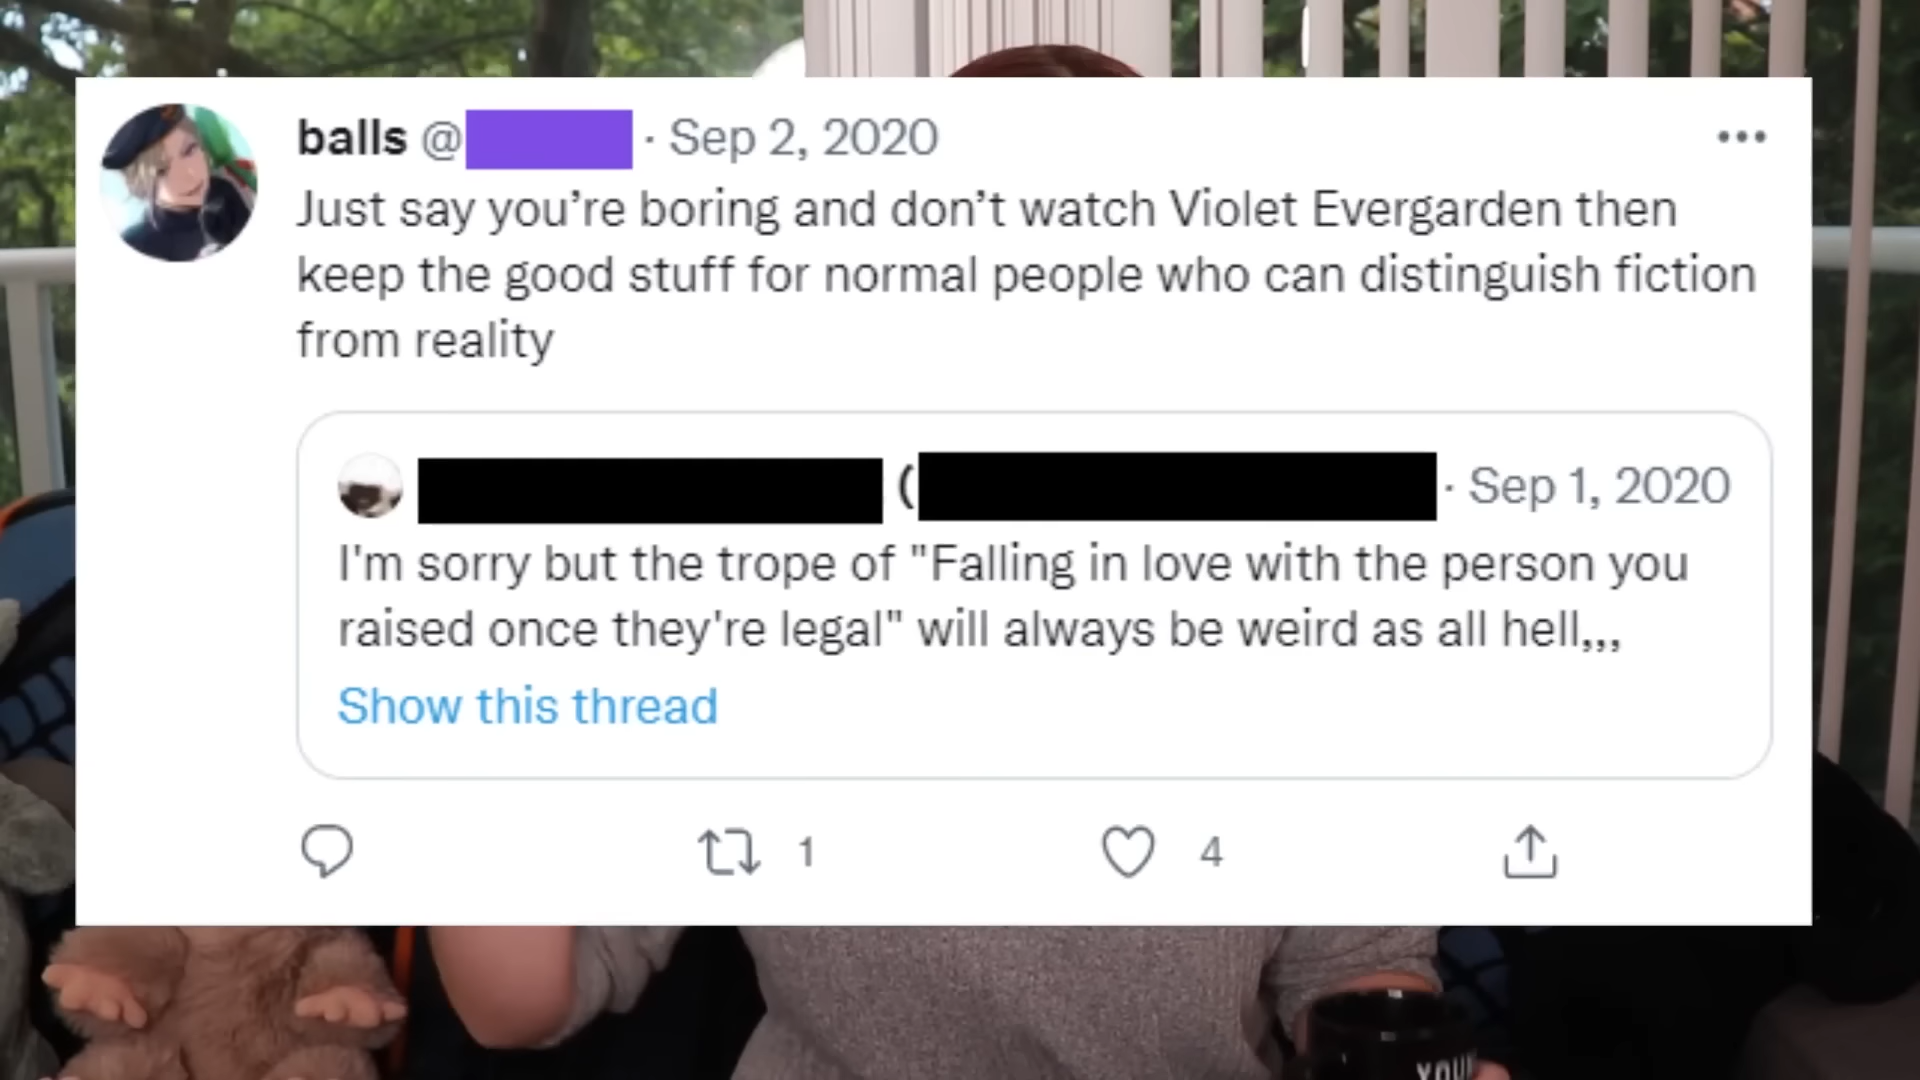 balls @ · Sep 2, 2020
Just say you’re boring and don’t watch Violet Evergarden then
keep the good stuff for normal people who can distinguish fiction
from reality
( · Sep 1, 2020
I'm sorry but the trope of "Falling in love with the person you
raised once they're legal" will always be weird as all hell,,,
Show this thread
1 4
YOU